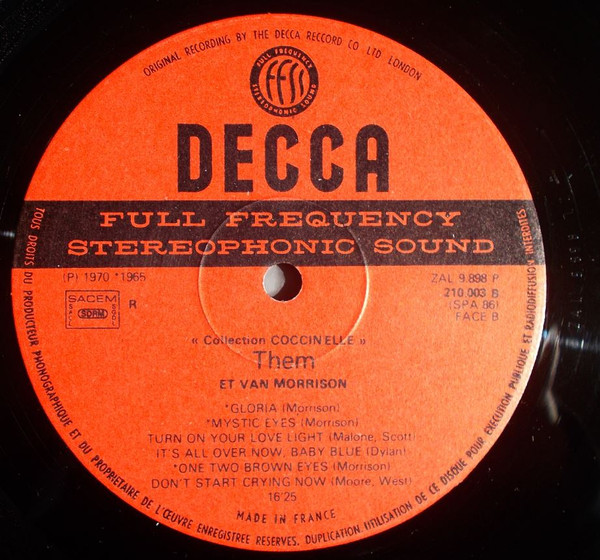 ORIGINAL RECORDING BY THE DECCA RECCORD CO LTD LONDON
FULL FREQUENCY
FFSS
STEREOPHONIC SOUND
DECCA
FULL FREQUENCY
STEREOPHONIC SOUND
(P) 1970 *1965
ZAL 9.898 P
210.003 B
(SPA 86)
FACE B
SACEM
SDRM
R
« Collection COCCINELLE »
Them
ET VAN MORRISON
*GLORIA (Morrison)
*MYSTIC EYES (Morrison)
TURN ON YOUR LOVE LIGHT (Malone, Scott)
IT'S ALL OVER NOW, BABY BLUE (Dylan)
*ONE TWO BROWN EYES (Morrison)
DON'T START CRYING NOW (Moore, West)
16'25
MADE IN FRANCE
TOUS DROITS DU PRODUCTEUR PHONOGRAPHIQUE ET DU PROPRIETAIRE DE L'ŒUVRE ENREGISTREE RESERVES. DUPLICATION UTILISATION DE CE DISQUE POUR EXECUTION PUBLIQUE ET RADIODIFFUSION INTERDITES